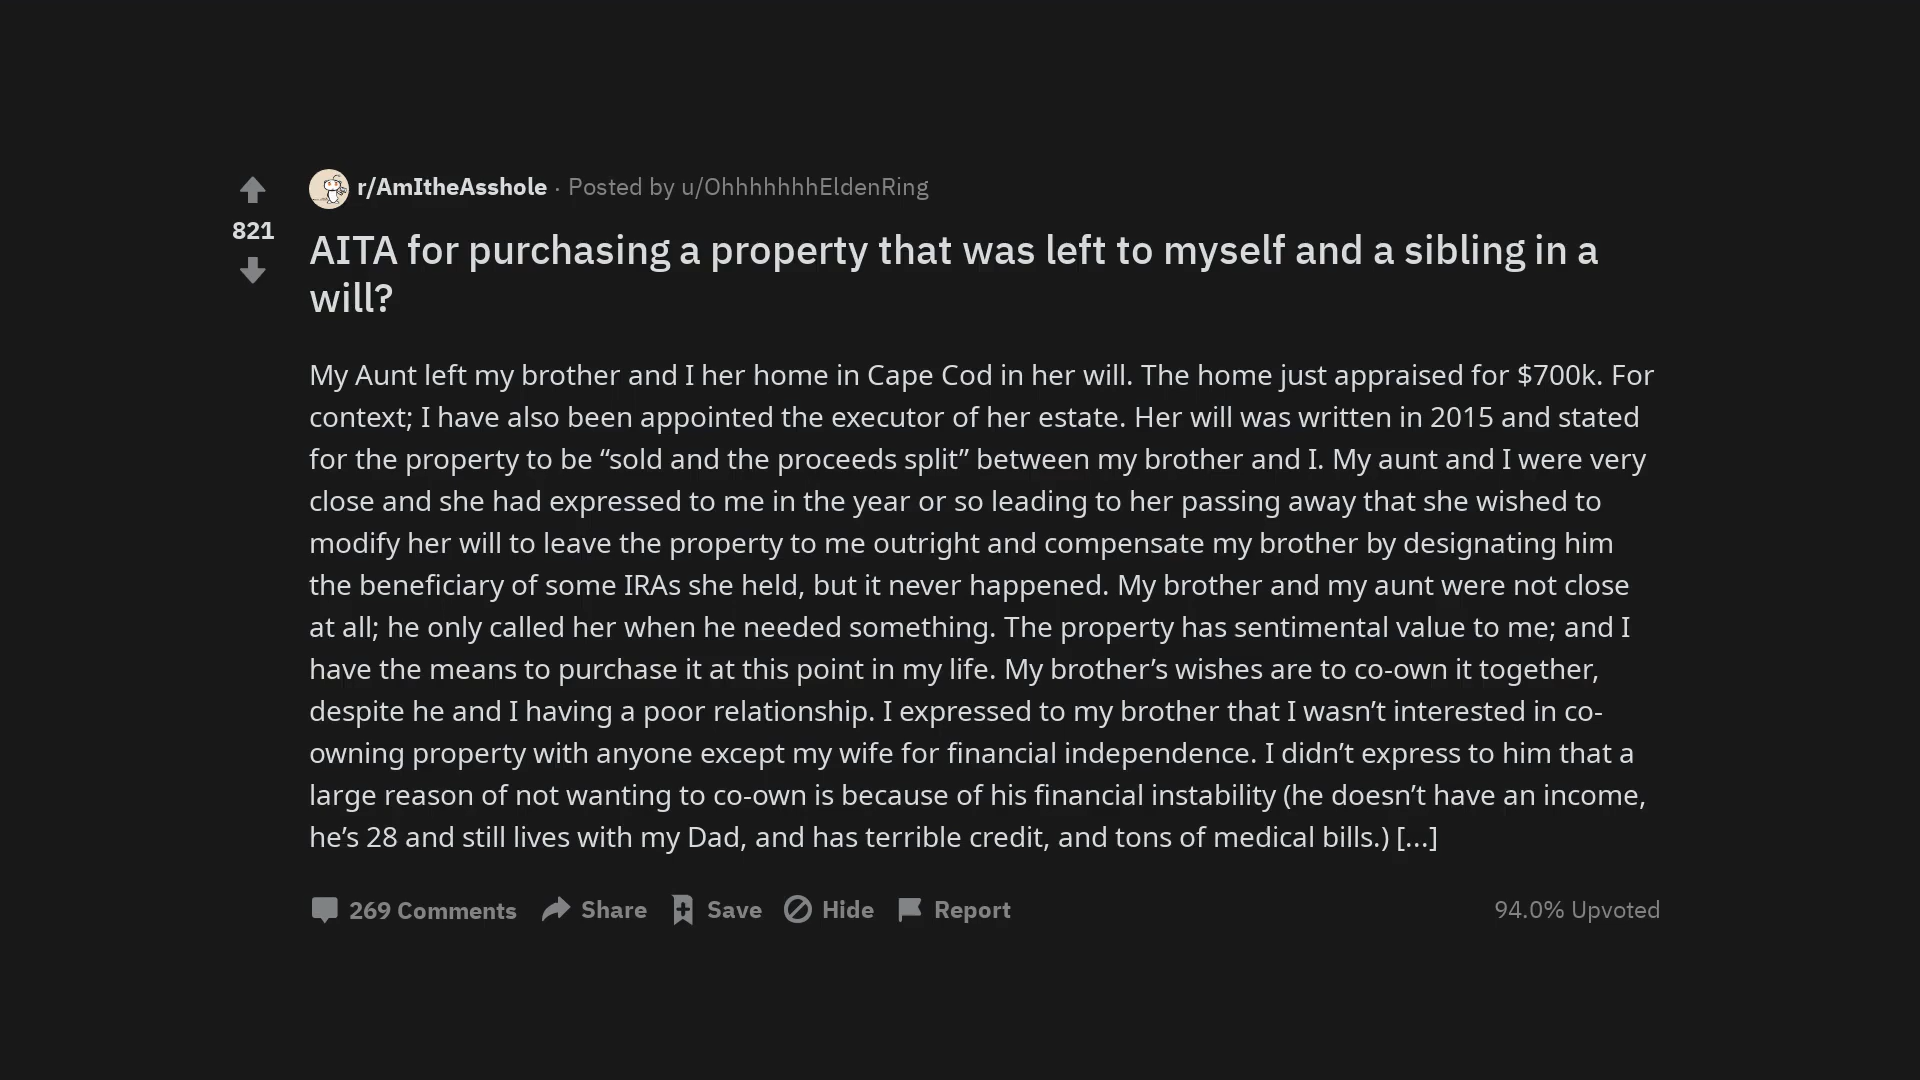 r/AmItheAsshole · Posted by u/OhhhhhhhEldenRing
821
AITA for purchasing a property that was left to myself and a sibling in a
will?
My Aunt left my brother and I her home in Cape Cod in her will. The home just appraised for $700k. For
context; I have also been appointed the executor of her estate. Her will was written in 2015 and stated
for the property to be “sold and the proceeds split” between my brother and I. My aunt and I were very
close and she had expressed to me in the year or so leading to her passing away that she wished to
modify her will to leave the property to me outright and compensate my brother by designating him
the beneficiary of some IRAs she held, but it never happened. My brother and my aunt were not close
at all; he only called her when he needed something. The property has sentimental value to me; and I
have the means to purchase it at this point in my life. My brother’s wishes are to co-own it together,
despite he and I having a poor relationship. I expressed to my brother that I wasn’t interested in co-
owning property with anyone except my wife for financial independence. I didn’t express to him that a
large reason of not wanting to co-own is because of his financial instability (he doesn’t have an income,
he’s 28 and still lives with my Dad, and has terrible credit, and tons of medical bills.) [...]
269 Comments Share Save Hide Report 94.0% Upvoted